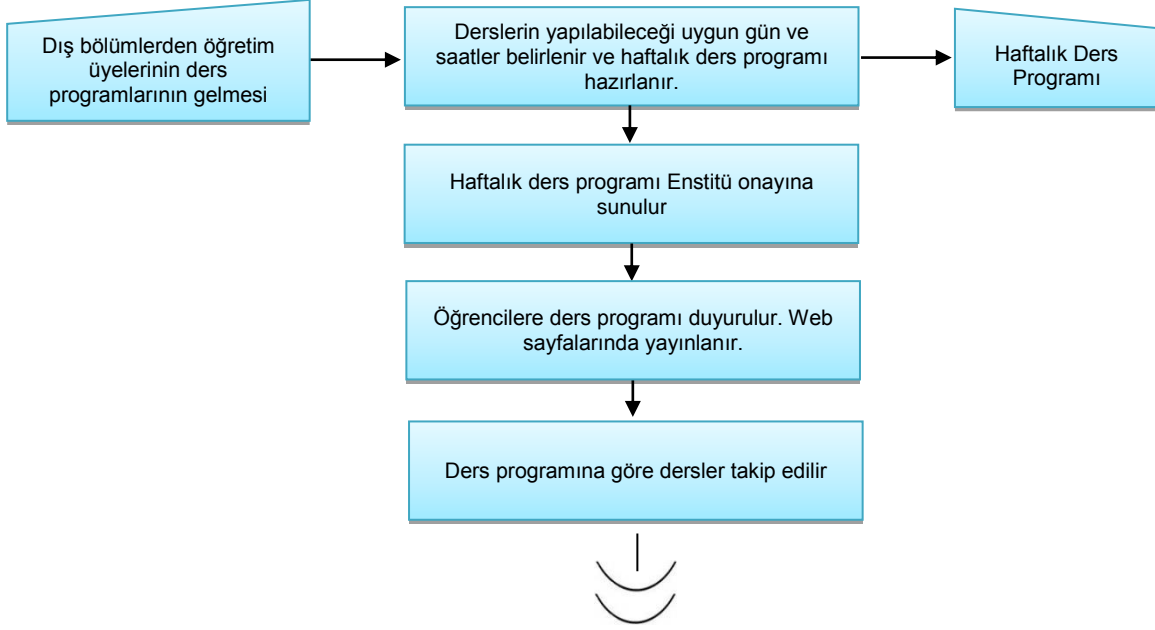 Dış bölümlerden öğretim
üyelerinin ders
programlarının gelmesi
Derslerin yapılabileceği uygun gün ve
saatler belirlenir ve haftalık ders programı
hazırlanır.
Haftalık Ders
Programı
Haftalık ders programı Enstitü onayına
sunulur
Öğrencilere ders programı duyurulur. Web
sayfalarında yayınlanır.
Ders programına göre dersler takip edilir